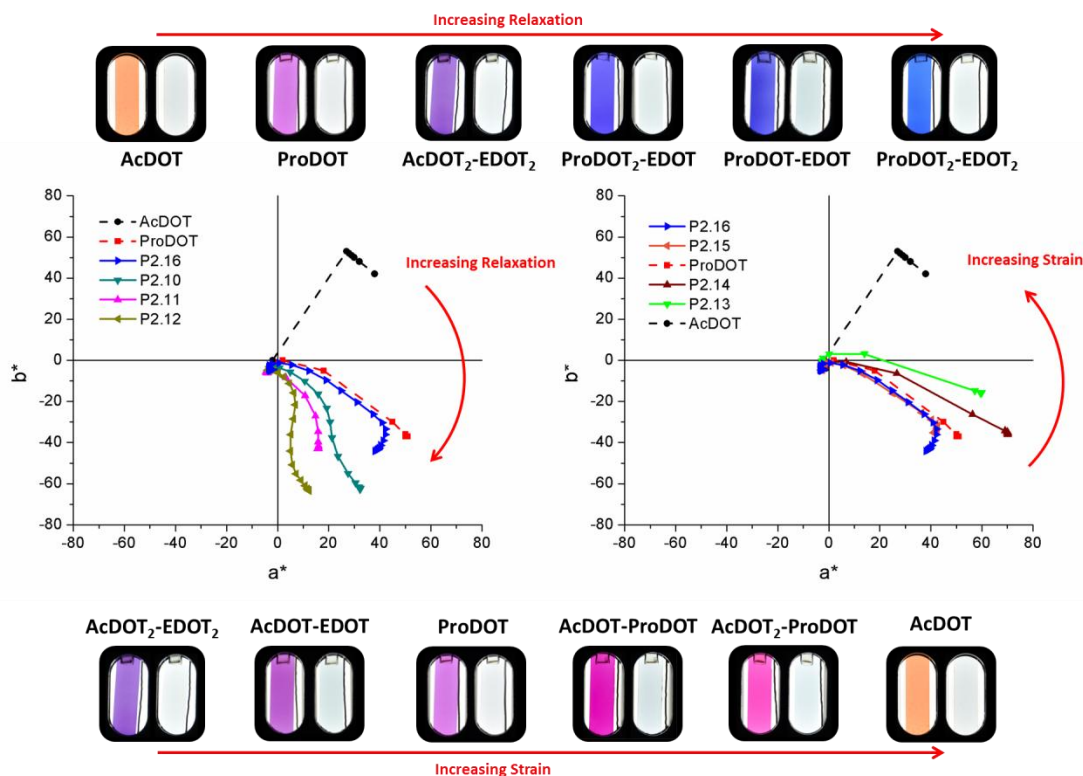 Increasing Relaxation
AcDOT
ProDOT
AcDOT₂-EDOT₂
ProDOT₂-EDOT
ProDOT-EDOT
ProDOT₂-EDOT₂
80
60
40
20
0
-20
-40
-60
-80
b*
-80
-60
-40
-20
0
20
40
60
80
a*
AcDOT
ProDOT
P2.16
P2.10
P2.11
P2.12
Increasing Relaxation
80
60
40
20
0
-20
-40
-60
-80
b*
-80
-60
-40
-20
0
20
40
60
80
a*
P2.16
P2.15
ProDOT
P2.14
P2.13
AcDOT
Increasing Strain
AcDOT₂-EDOT₂
AcDOT-EDOT
ProDOT
AcDOT-ProDOT
AcDOT₂-ProDOT
AcDOT
Increasing Strain